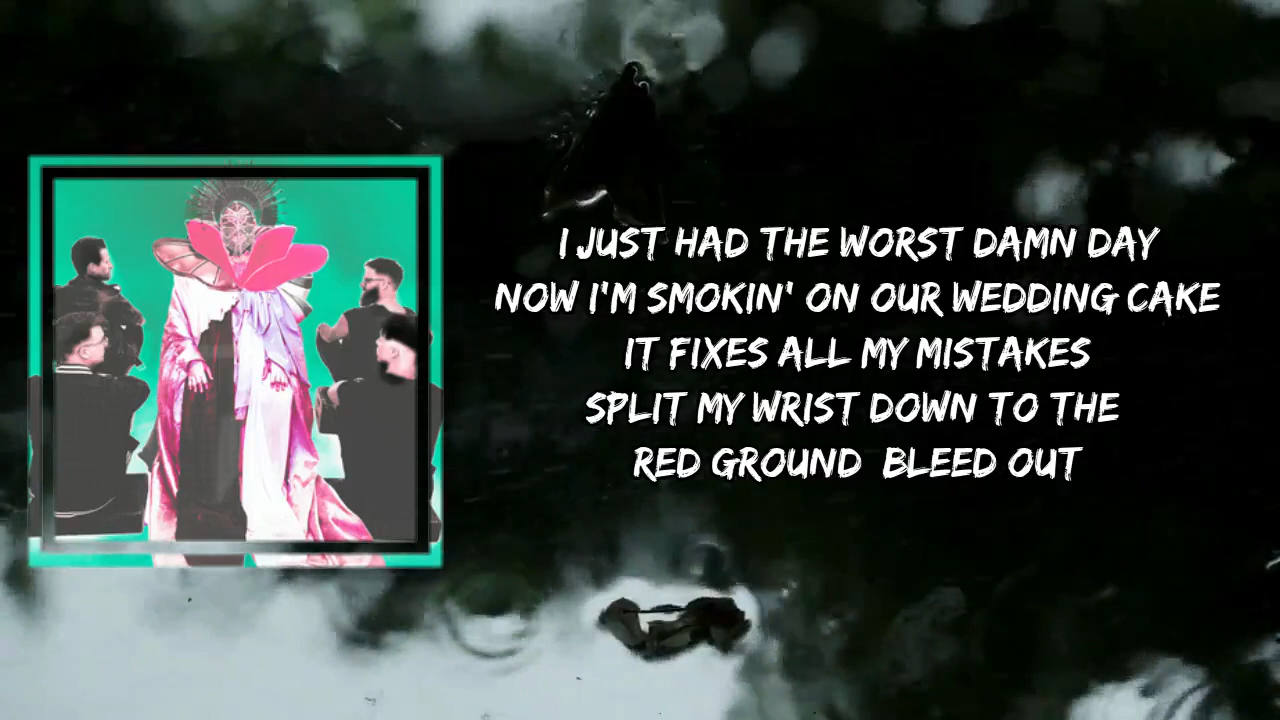 I JUST HAD THE WORST DAMN DAY
NOW I'M SMOKIN' ON OUR WEDDING CAKE
IT FIXES ALL MY MISTAKES
SPLIT MY WRIST DOWN TO THE
RED GROUND BLEED OUT